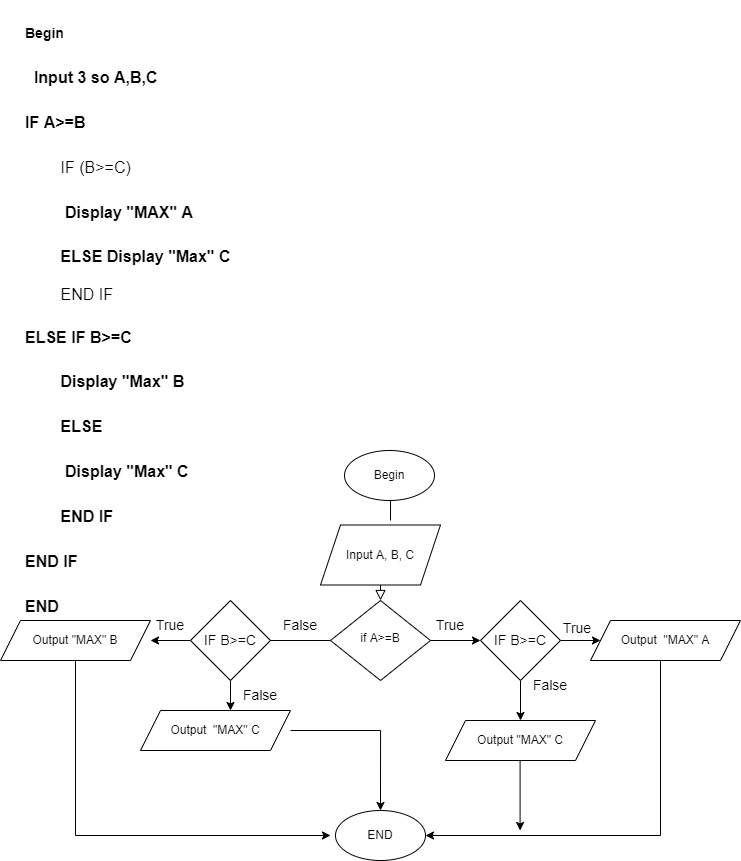 Begin
Input 3 so A,B,C
IF A>=B
IF (B>=C)
Display "MAX" A
ELSE Display "Max" C
END IF
ELSE IF B>=C
Display "Max" B
ELSE
Display "Max" C
END IF
END IF
END
Begin
Input A, B, C
if A>=B
False
True
IF B>=C
True
False
Output "MAX" B
Output "MAX" C
IF B>=C
True
False
Output "MAX" A
Output "MAX" C
END